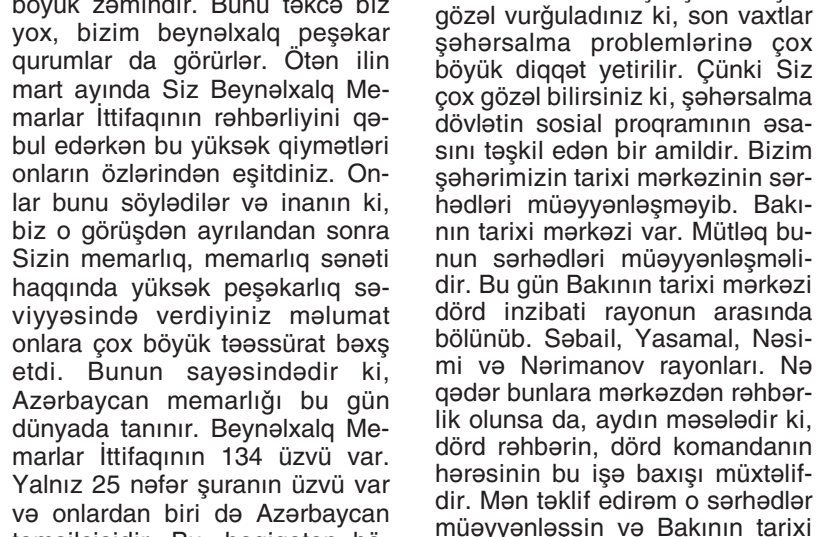 böyük zəmindir. Bunu təkcə biz
yox, bizim beynəlxalq peşəkar
qurumlar da görürlər. Ötən ilin
mart ayında Siz Beynəlxalq Me-
marlar İttifaqının rəhbərliyini qə-
bul edərkən bu yüksək qiymətləri
onların özlərindən eşitdiniz. On-
lar bunu söylədilər və inanın ki,
biz o görüşdən ayrılandan sonra
Sizin memarlıq, memarlıq sənəti
haqqında yüksək peşəkarlıq sə-
viyyəsində verdiyiniz məlumat
onlara çox böyük təəssürat bəxş
etdi. Bunun sayəsindədir ki,
Azərbaycan memarlığı bu gün
dünyada tanınır. Beynəlxalq Me-
marlar İttifaqının 134 üzvü var.
Yalnız 25 nəfər şuranın üzvü var
və onlardan biri də Azərbaycan
gözəl vurğuladınız ki, son vaxtlar
şəhərsalma problemlərinə çox
böyük diqqət yetirilir. Çünki Siz
çox gözəl bilirsiniz ki, şəhərsalma
dövlətin sosial proqramının əsa-
sını təşkil edən bir amildir. Bizim
şəhərimizin tarixi mərkəzinin sər-
hədləri müəyyənləşməyib. Bakı-
nın tarixi mərkəzi var. Mütləq bu-
nun sərhədləri müəyyənləşməli-
dir. Bu gün Bakının tarixi mərkəzi
dörd inzibati rayonun arasında
bölünüb. Səbail, Yasamal, Nəsi-
mi və Nərimanov rayonları. Nə
qədər bunlara mərkəzdən rəhbər-
lik olunsa da, aydın məsələdir ki,
dörd rəhbərin, dörd komandanın
hərəsinin bu işə baxışı müxtəlif-
dir. Mən təklif edirəm o sərhədlər
müəyyənləşsin və Bakının tarixi